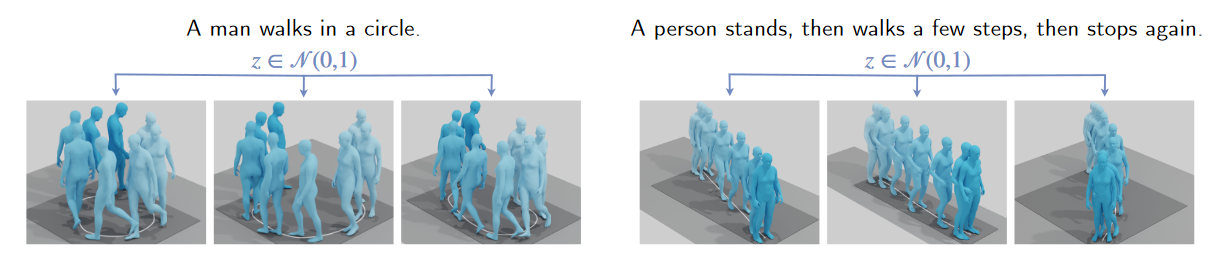 A man walks in a circle.
z ∈ 𝒩(0,1)
A person stands, then walks a few steps, then stops again.
z ∈ 𝒩(0,1)